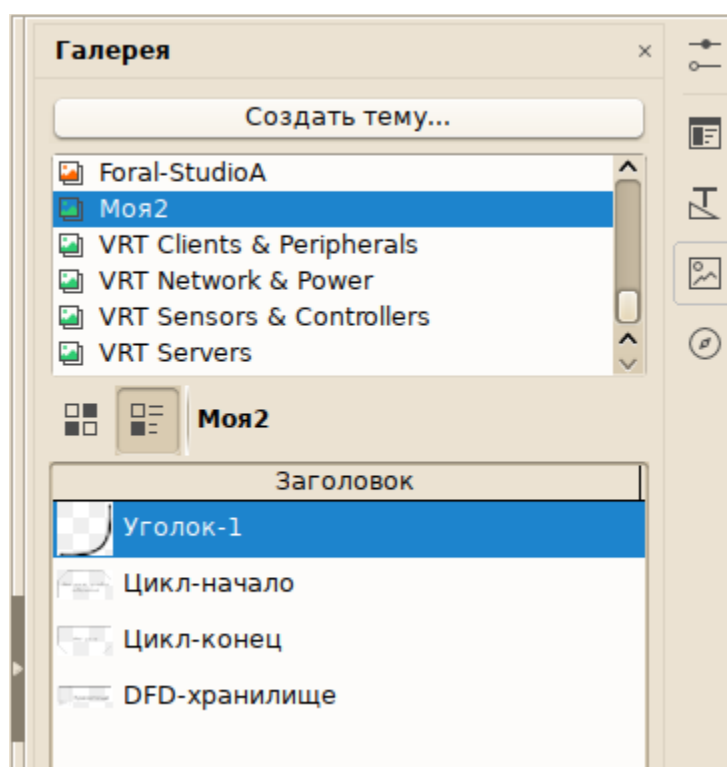 Галерея
Создать тему...
Foral-StudioA
Моя2
VRT Clients & Peripherals
VRT Network & Power
VRT Sensors & Controllers
VRT Servers
Моя2
Заголовок
Уголок-1
Цикл-начало
Цикл-конец
DFD-хранилище